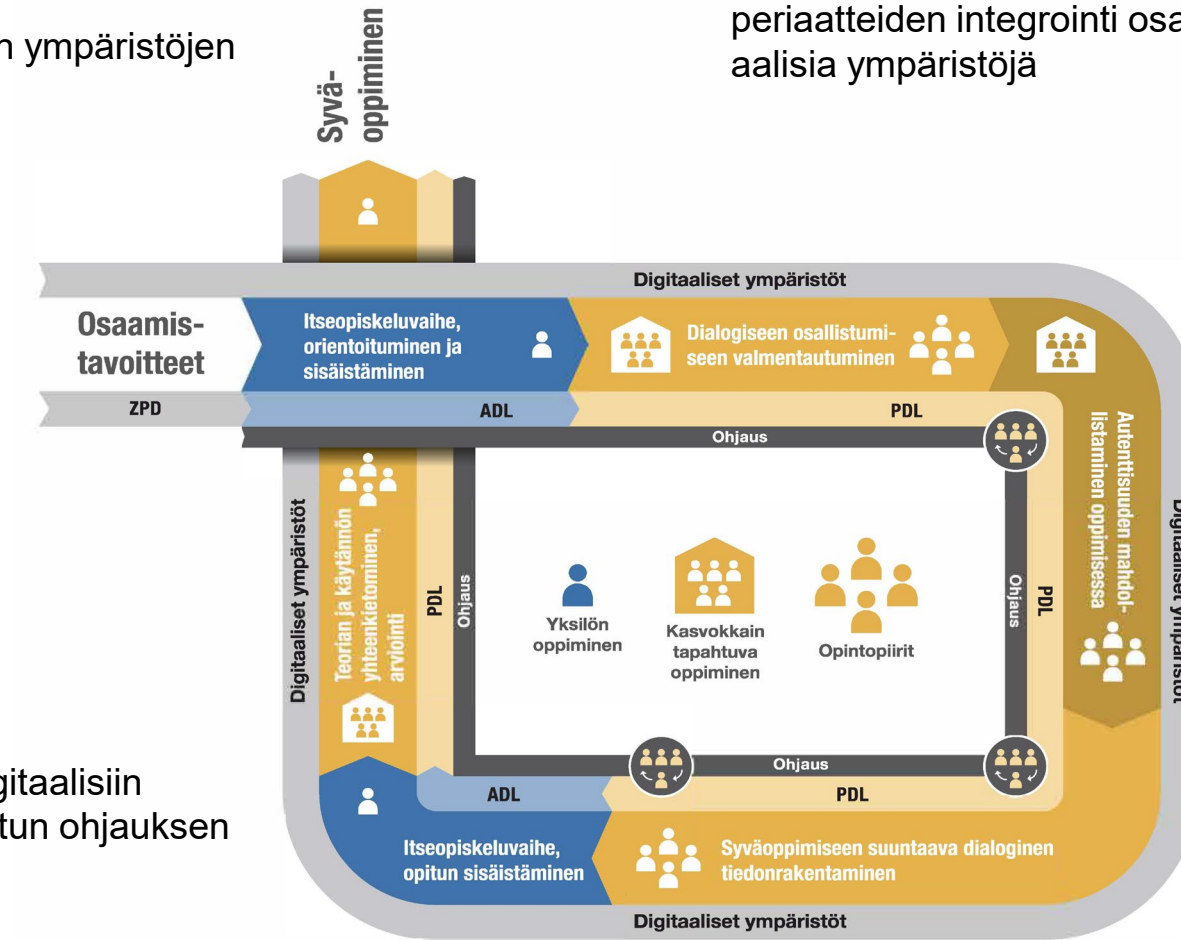 n ympäristöjen
periaatteiden integrointi osa
aalisia ympäristöjä
Syvä-
oppiminen
Digitaaliset ympäristöt
Osaamis-
tavoitteet
Itseopiskeluvaihe,
orientoituminen ja
sisäistäminen
Dialogiseen osallistumi-
seen valmentautuminen
ZPD
ADL
PDL
Ohjaus
Autenttisuuden mahdol-
listaminen oppimisessa
Digitaaliset ympäristöt
PDL
Ohjaus
Digitaaliset ympäristöt
Teorian ja käytännön
yhteenkietominen,
arviointi
PDL
Ohjaus
Yksilön
oppiminen
Kasvokkain
tapahtuva
oppiminen
Opintopiirit
Ohjaus
ADL
PDL
gitaalisiin
tun ohjauksen
Itseopiskeluvaihe,
opitun sisäistäminen
Syväoppimiseen suuntaava dialoginen
tiedonrakentaminen
Digitaaliset ympäristöt